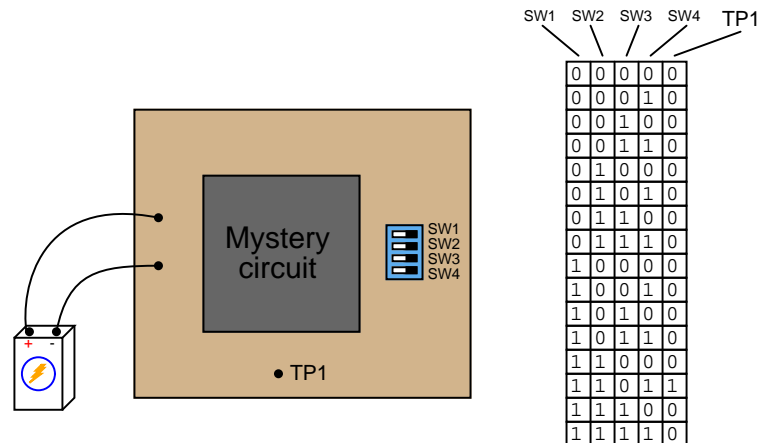 SW1 SW2 SW3 SW4 TP1
0 0 0 0 0
0 0 0 1 0
0 0 1 0 0
0 0 1 1 0
0 1 0 0 0
0 1 0 1 0
0 1 1 0 0
0 1 1 1 0
1 0 0 0 0
1 0 0 1 0
1 0 1 0 0
1 0 1 1 0
1 1 0 0 0
1 1 0 1 1
1 1 1 0 0
1 1 1 1 0
Mystery
circuit
SW1
SW2
SW3
SW4
+ -
TP1